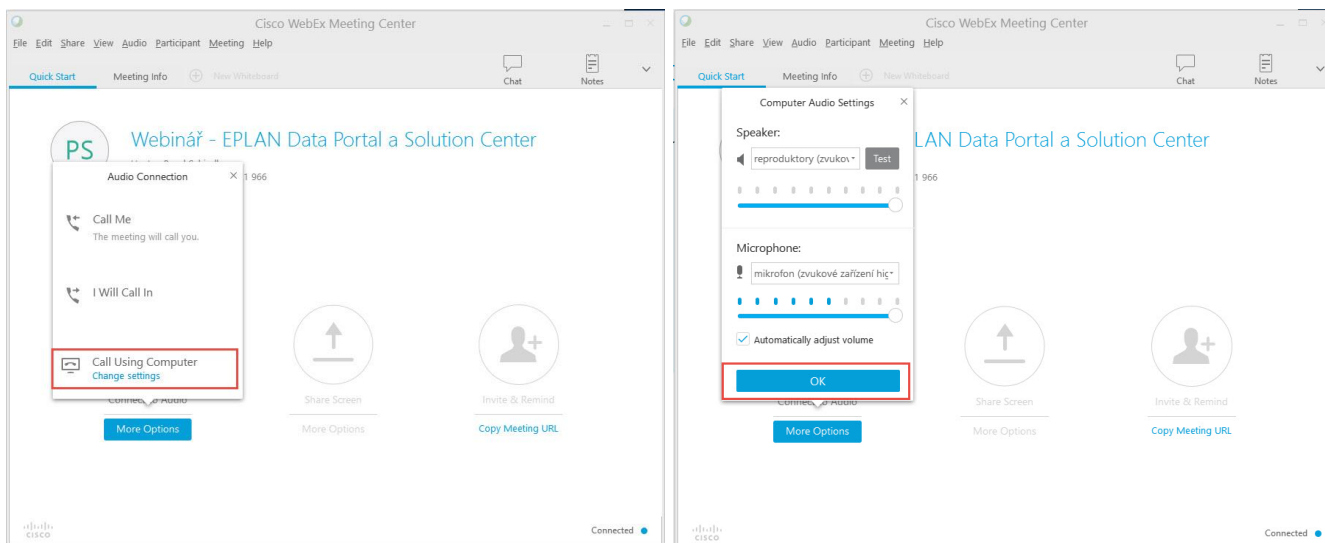 Cisco WebEx Meeting Center
File Edit Share View Audio Participant Meeting Help
Quick Start Meeting Info New Whiteboard
Chat Notes
PS
Webinář - EPLAN Data Portal a Solution Center
1 966
Audio Connection
Call Me
The meeting will call you.
I Will Call In
Call Using Computer
Change settings
Audio
More Options
Share Screen
More Options
Invite & Remind
Copy Meeting URL
CISCO
Connected
Cisco WebEx Meeting Center
File Edit Share View Audio Participant Meeting Help
Quick Start Meeting Info New Whiteboard
Chat Notes
LAN Data Portal a Solution Center
1 966
Computer Audio Settings
Speaker:
reproduktory (zvukov
Test
Microphone:
mikrofon (zvukové zařízení hig
Automatically adjust volume
OK
Audio
More Options
Share Screen
More Options
Invite & Remind
Copy Meeting URL
CISCO
Connected